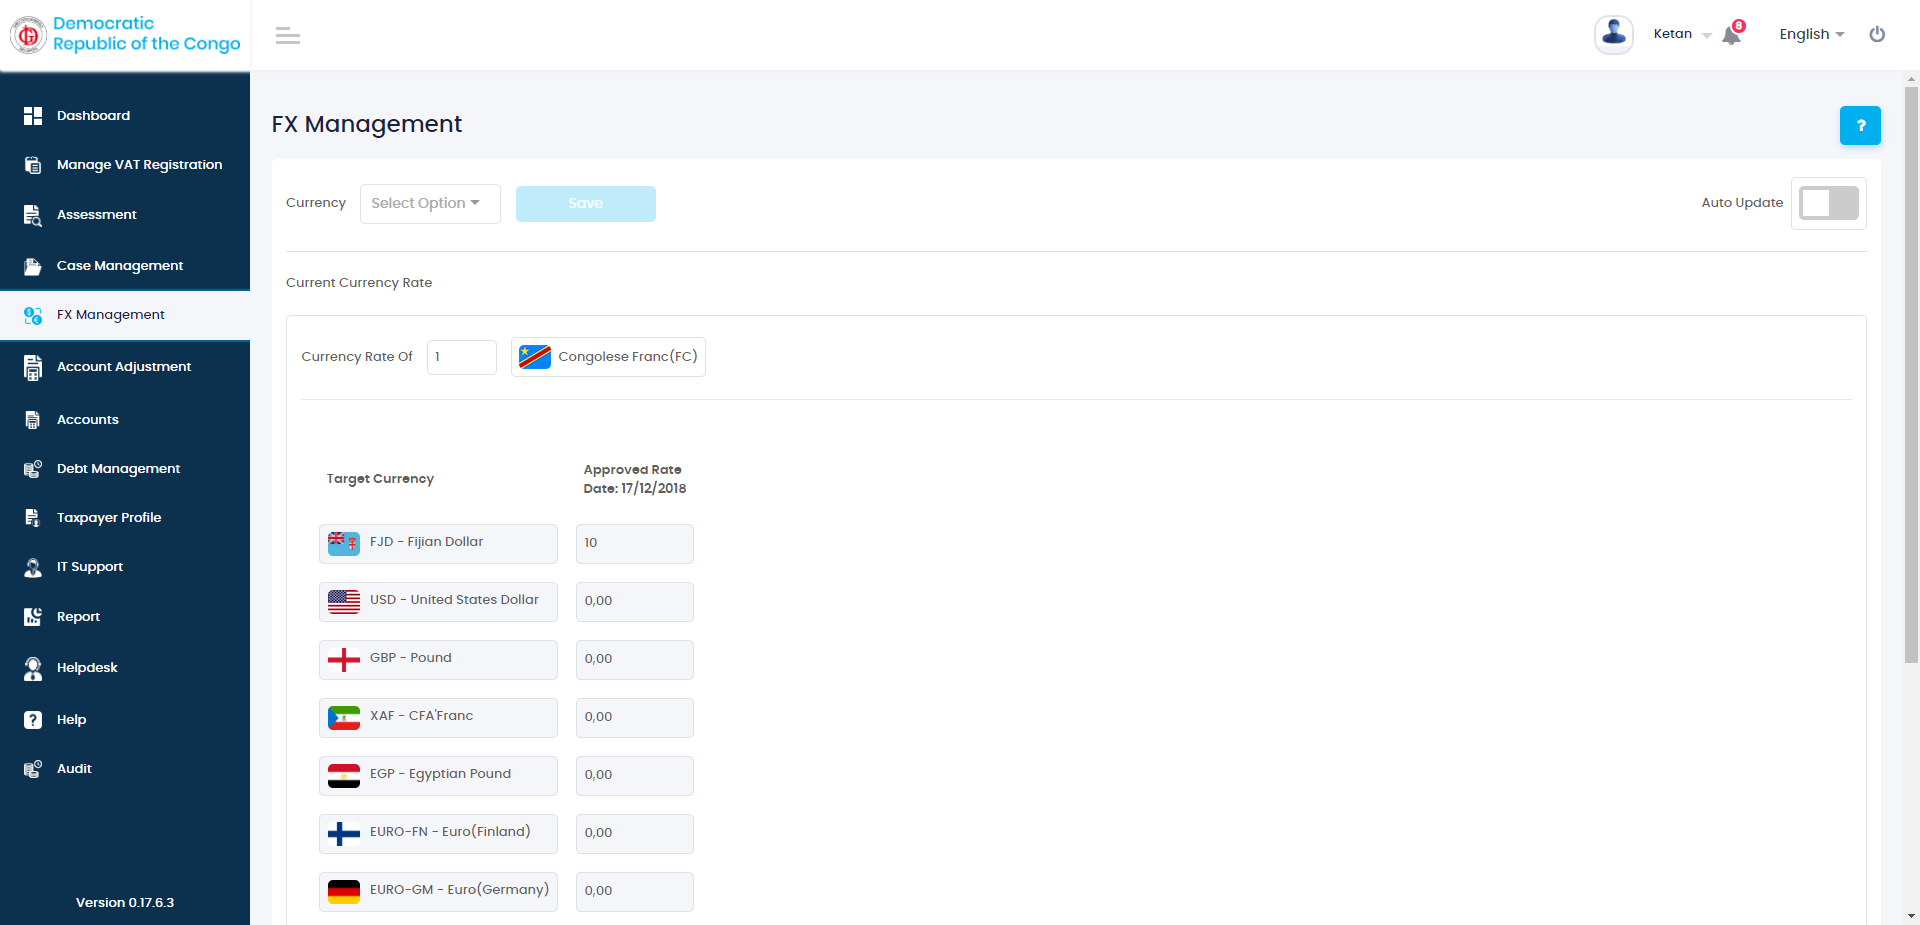 Democratic
Republic of the Congo
Ketan
8
English
Dashboard
Manage VAT Registration
Assessment
Case Management
FX Management
Account Adjustment
Accounts
Debt Management
Taxpayer Profile
IT Support
Report
Helpdesk
Help
Audit
Version 0.17.6.3
FX Management
?
Currency
Select Option
Save
Auto Update
Current Currency Rate
Currency Rate Of
1
Congolese Franc(FC)
Target Currency
Approved Rate
Date: 17/12/2018
FJD - Fijian Dollar
10
USD - United States Dollar
0,00
GBP - Pound
0,00
XAF - CFA'Franc
0,00
EGP - Egyptian Pound
0,00
EURO-FN - Euro(Finland)
0,00
EURO-GM - Euro(Germany)
0,00